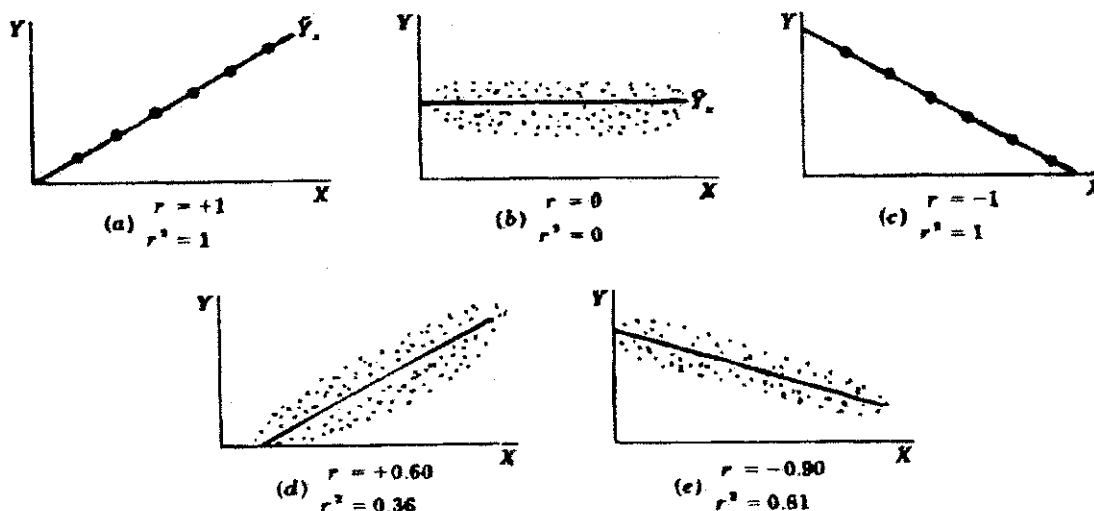 Y Ŷₓ
X
(a) r = +1
r² = 1
Y Ŷₓ
X
(b) r = 0
r² = 0
Y
X
(c) r = −1
r² = 1
Y
X
(d) r = +0.60
r² = 0.36
Y
X
(e) r = −0.90
r² = 0.81